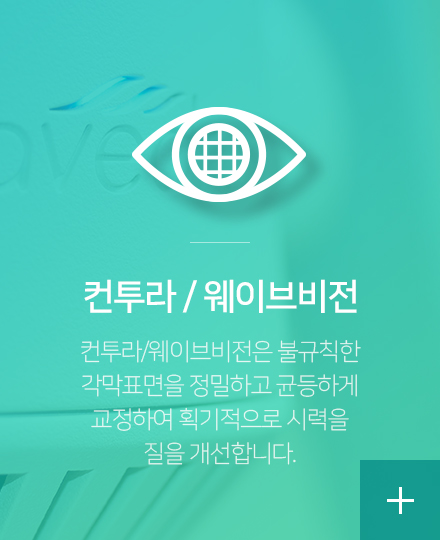 ave
컨투라 / 웨이브비전
컨투라/웨이브비전은 불규칙한
각막표면을 정밀하고 균등하게
교정하여 획기적으로 시력을
질을 개선합니다.